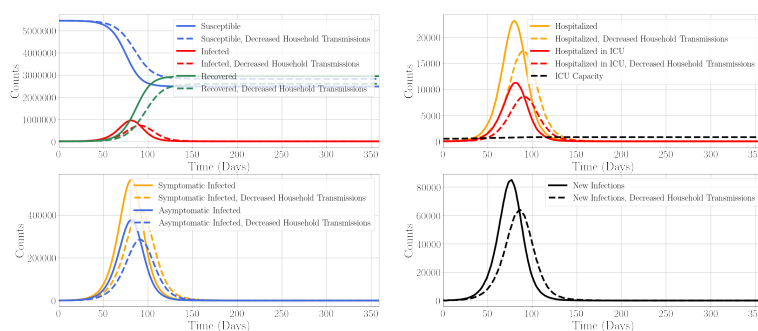 5000000
4000000
3000000
2000000
1000000
0
Counts
Susceptible
Susceptible, Decreased Household Transmissions
Infected
Infected, Decreased Household Transmissions
Recovered
Recovered, Decreased Household Transmissions
0 50 100 150 200 250 300 350
Time (Days)
25000
20000
15000
10000
5000
0
Counts
Hospitalized
Hospitalized, Decreased Household Transmissions
Hospitalized in ICU
Hospitalized in ICU, Decreased Household Transmissions
ICU Capacity
0 50 100 150 200 250 300 350
Time (Days)
400000
200000
0
Counts
Symptomatic Infected
Symptomatic Infected, Decreased Household Transmissions
Asymptomatic Infected
Asymptomatic Infected, Decreased Household Transmissions
0 50 100 150 200 250 300 350
Time (Days)
80000
60000
40000
20000
0
Counts
New Infections
New Infections, Decreased Household Transmissions
0 50 100 150 200 250 300 350
Time (Days)